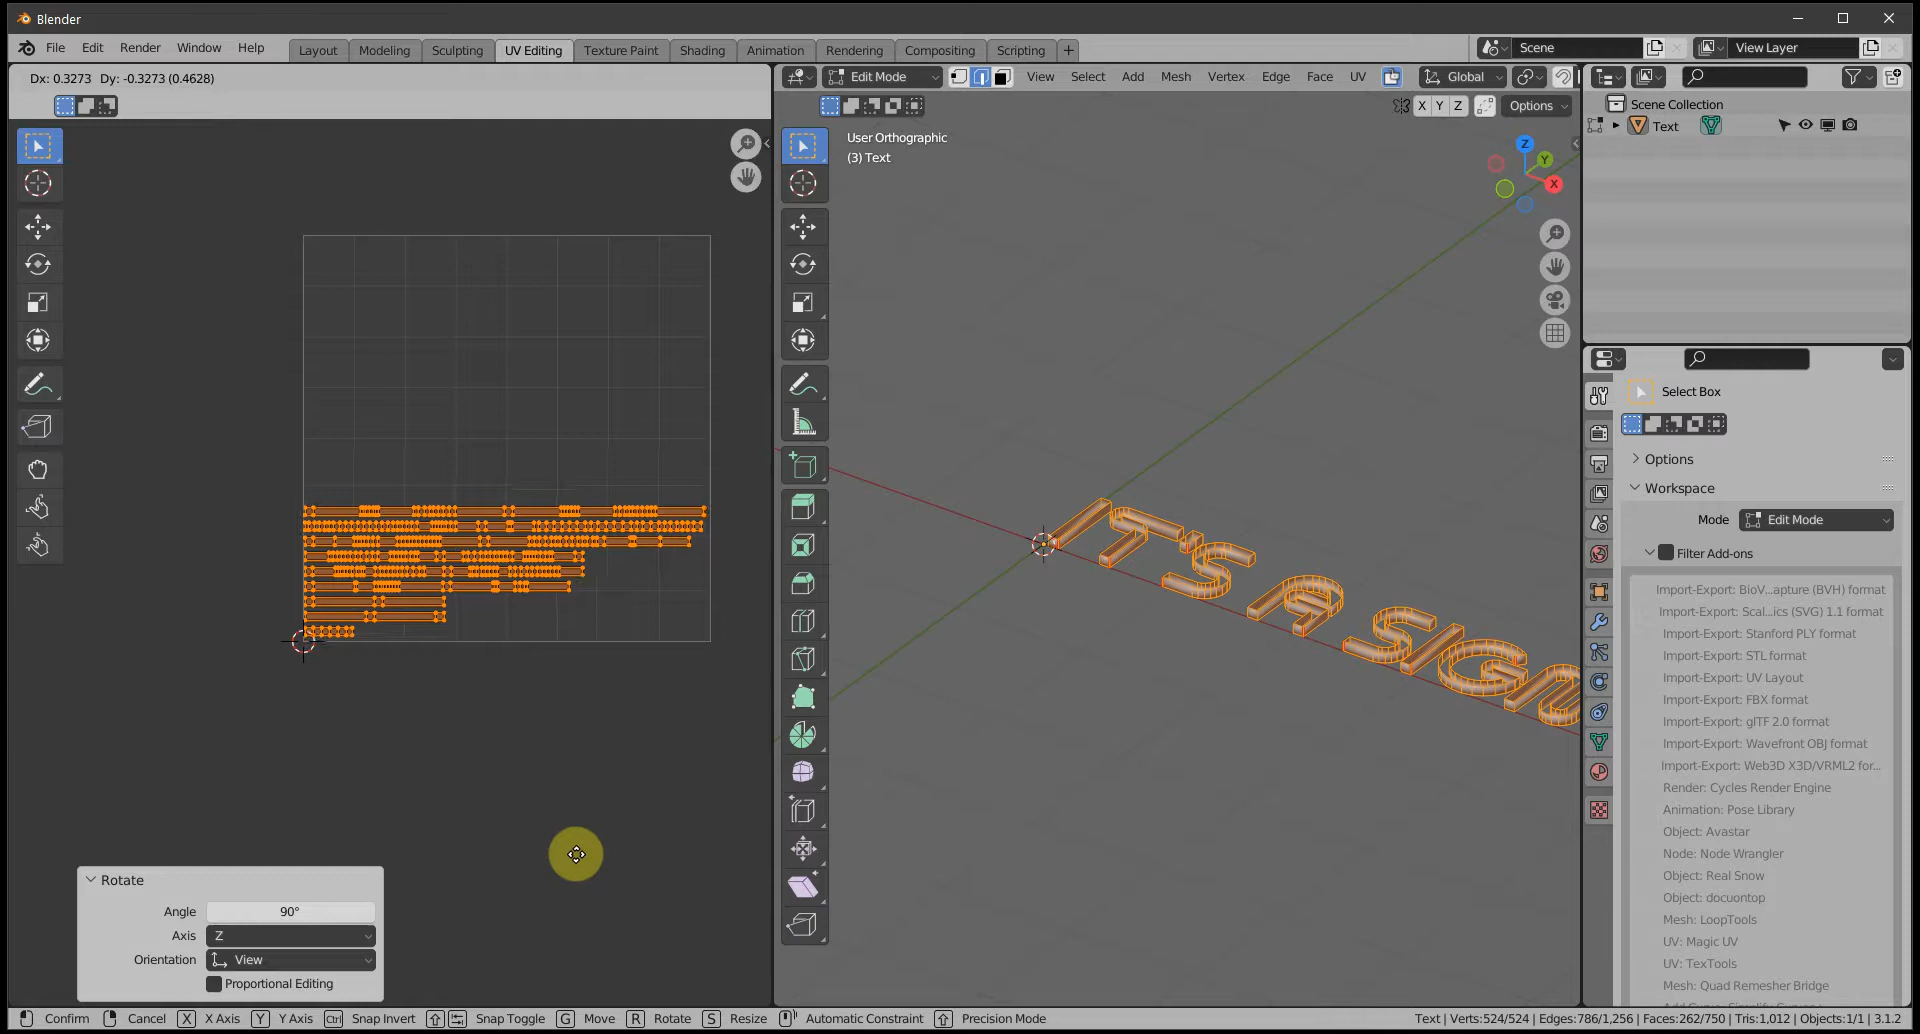 Blender
File Edit Render Window Help Layout Modeling Sculpting UV Editing Texture Paint Shading Animation Rendering Compositing Scripting + Scene View Layer
Dx: 0.3273 Dy: -0.3273 (0.4628)
Edit Mode View Select Add Mesh Vertex Edge Face UV Global
X Y Z Options
User Orthographic
(3) Text
Z Y X
IT'S A SIGN
Rotate
Angle 90°
Axis Z
Orientation View
Proportional Editing
Scene Collection
Text
Select Box
Options
Workspace
Mode Edit Mode
Filter Add-ons
Import-Export: BioV...apture (BVH) format
Import-Export: Scal...ics (SVG) 1.1 format
Import-Export: Stanford PLY format
Import-Export: STL format
Import-Export: UV Layout
Import-Export: FBX format
Import-Export: glTF 2.0 format
Import-Export: Wavefront OBJ format
Import-Export: Web3D X3D/VRML2 for...
Render: Cycles Render Engine
Animation: Pose Library
Object: Avastar
Node: Node Wrangler
Object: Real Snow
Object: docuontop
Mesh: LoopTools
UV: Magic UV
UV: TexTools
Mesh: Quad Remesher Bridge
Confirm Cancel X X Axis Y Y Axis Ctrl Snap Invert Snap Toggle G Move R Rotate S Resize Automatic Constraint Precision Mode Text | Verts:524/524 | Edges:786/1,256 | Faces:262/750 | Tris:1,012 | Objects:1/1 | 3.1.2